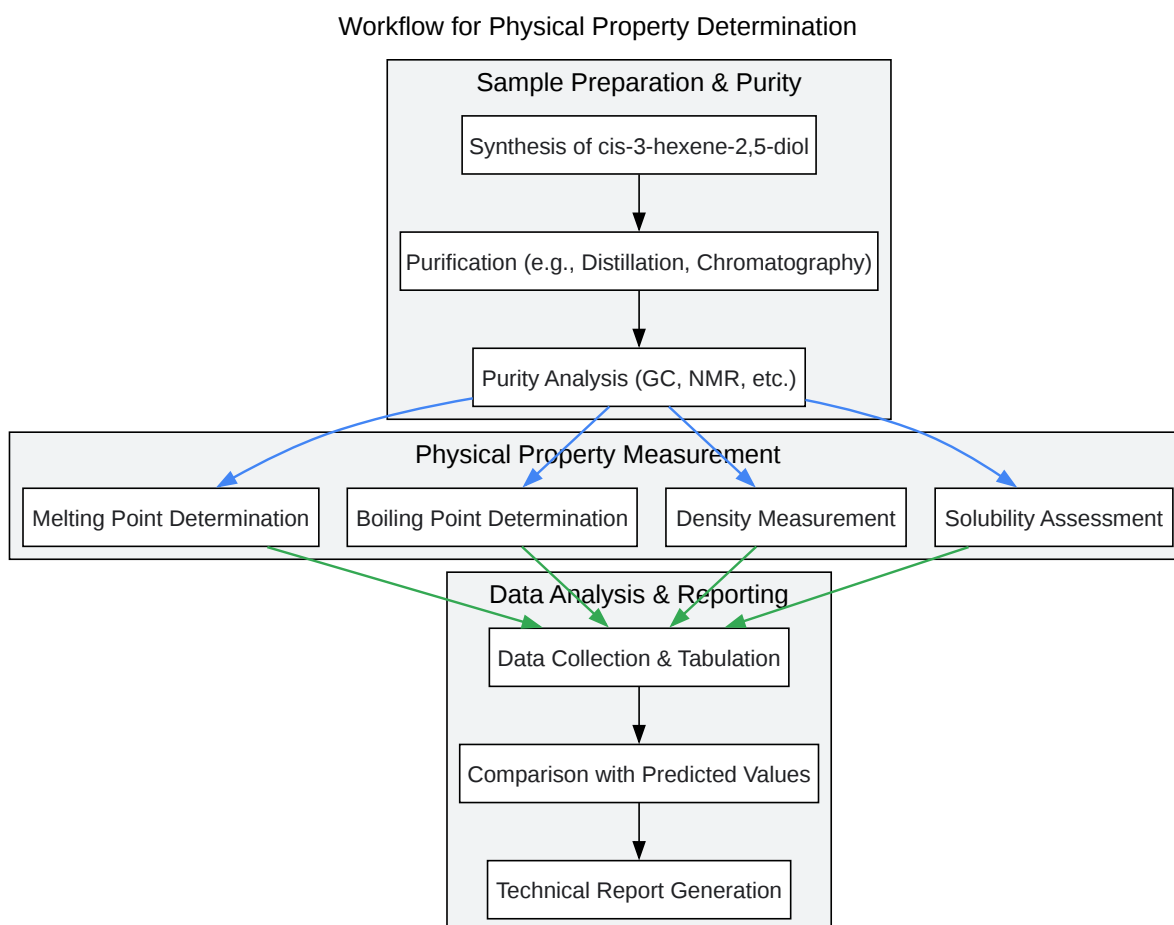 Workflow for Physical Property Determination
Sample Preparation & Purity
Synthesis of cis-3-hexene-2,5-diol
Purification (e.g., Distillation, Chromatography)
Purity Analysis (GC, NMR, etc.)
Physical Property Measurement
Melting Point Determination
Boiling Point Determination
Density Measurement
Solubility Assessment
Data Analysis & Reporting
Data Collection & Tabulation
Comparison with Predicted Values
Technical Report Generation